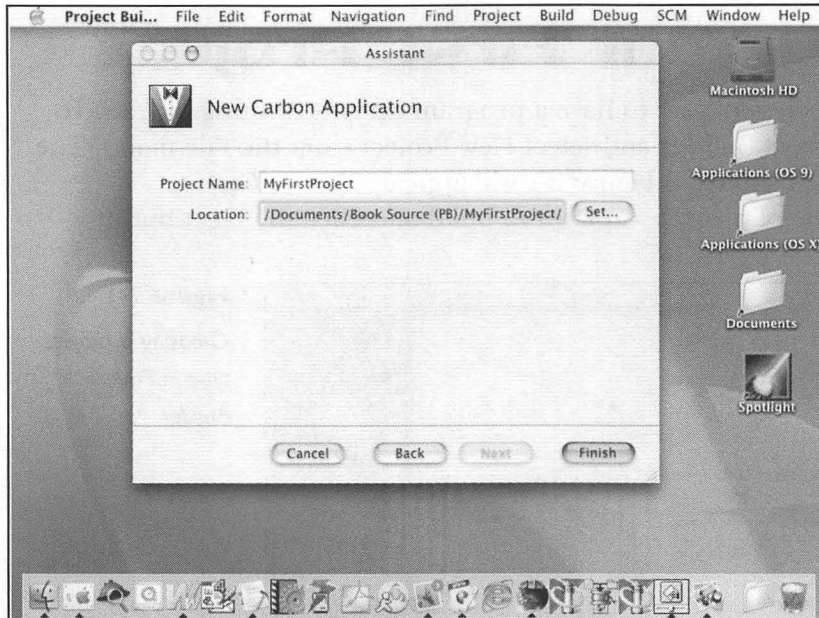 Project Bui... File Edit Format Navigation Find Project Build Debug SCM Window Help
Assistant
Macintosh HD
New Carbon Application
Applications (OS 9)
Project Name: MyFirstProject
Location: /Documents/Book Source (PB)/MyFirstProject/ Set...
Applications (OS X)
Documents
Spotlight
Cancel Back Next Finish